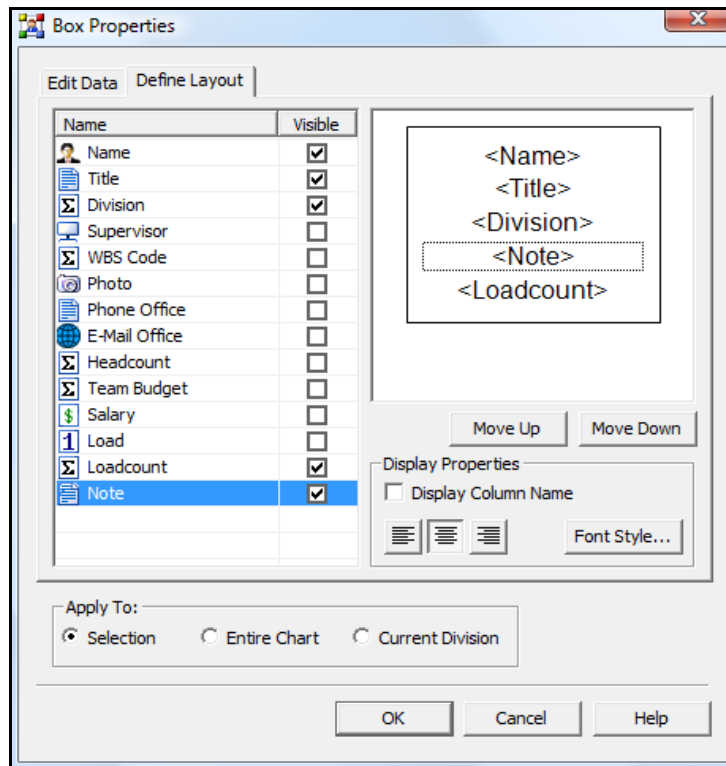 Box Properties
Edit Data Define Layout
Name Visible
Name
Title
Division
Supervisor
WBS Code
Photo
Phone Office
E-Mail Office
Headcount
Team Budget
Salary
Load
Loadcount
Note
<Name>
<Title>
<Division>
<Note>
<Loadcount>
Move Up Move Down
Display Properties
Display Column Name
Font Style...
Apply To:
Selection Entire Chart Current Division
OK Cancel Help